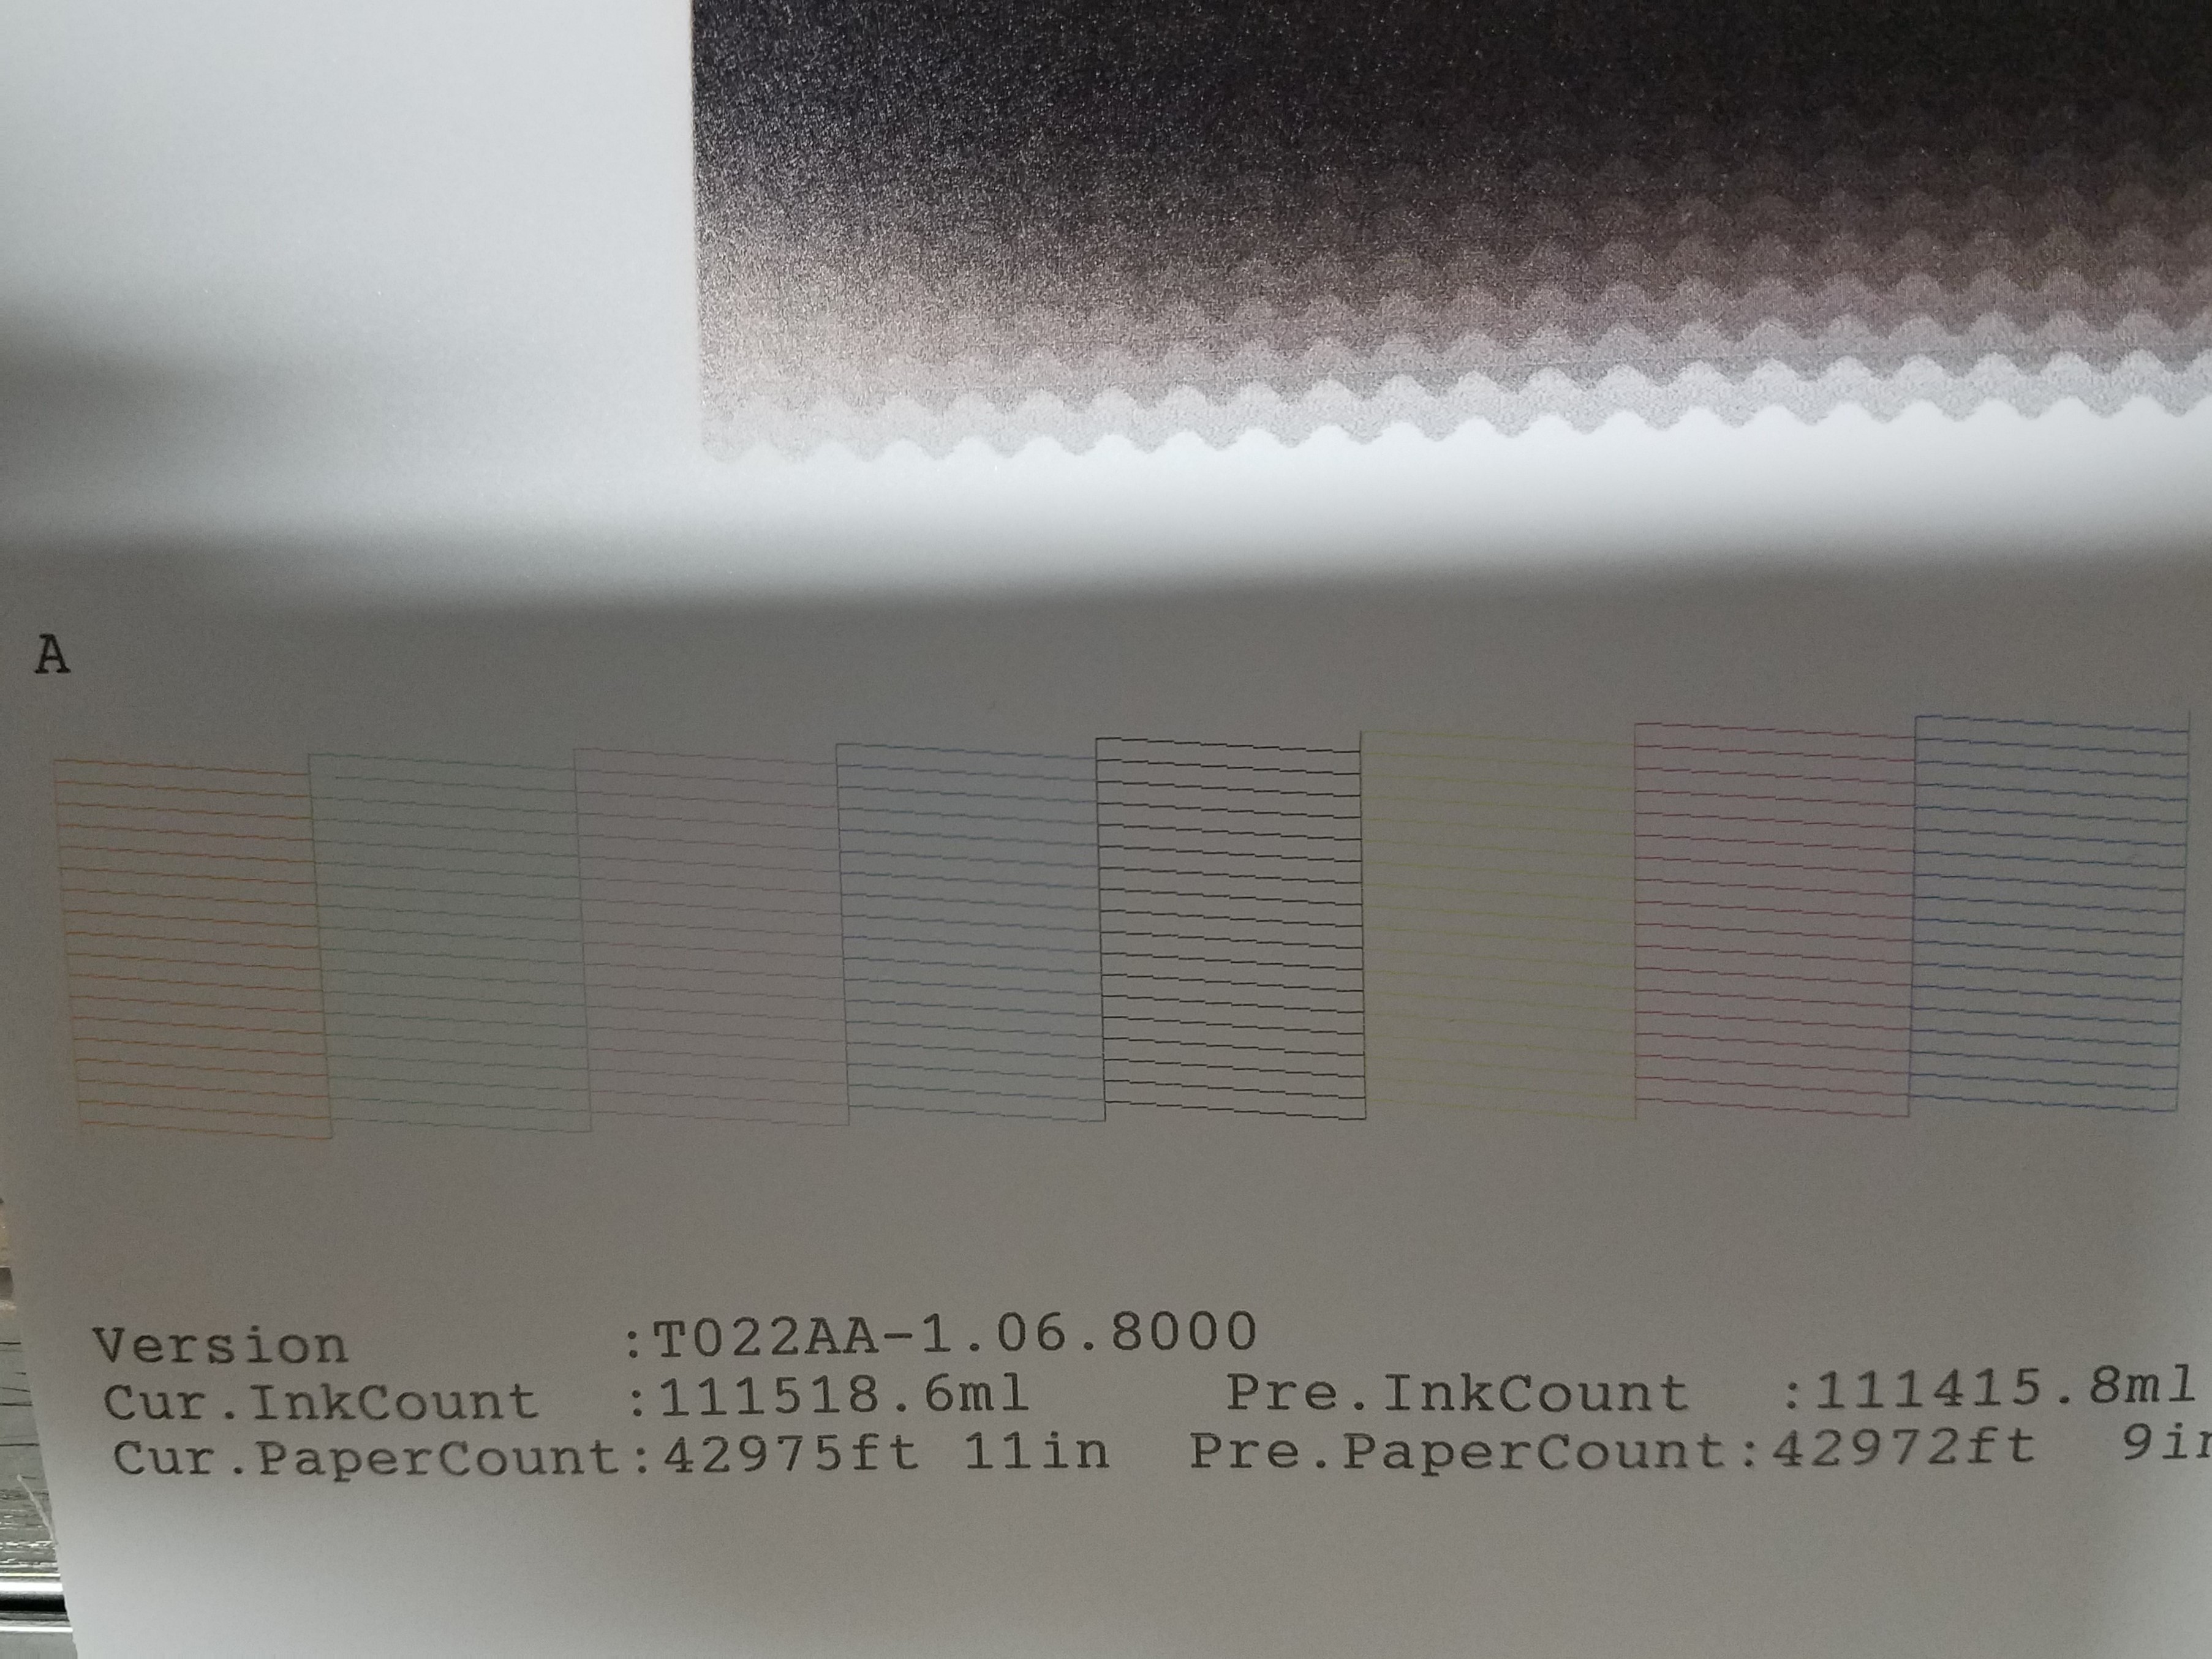 A
Version :T022AA-1.06.8000
Cur.InkCount :111518.6ml Pre.InkCount :111415.8ml
Cur.PaperCount:42975ft 11in Pre.PaperCount:42972ft 9in